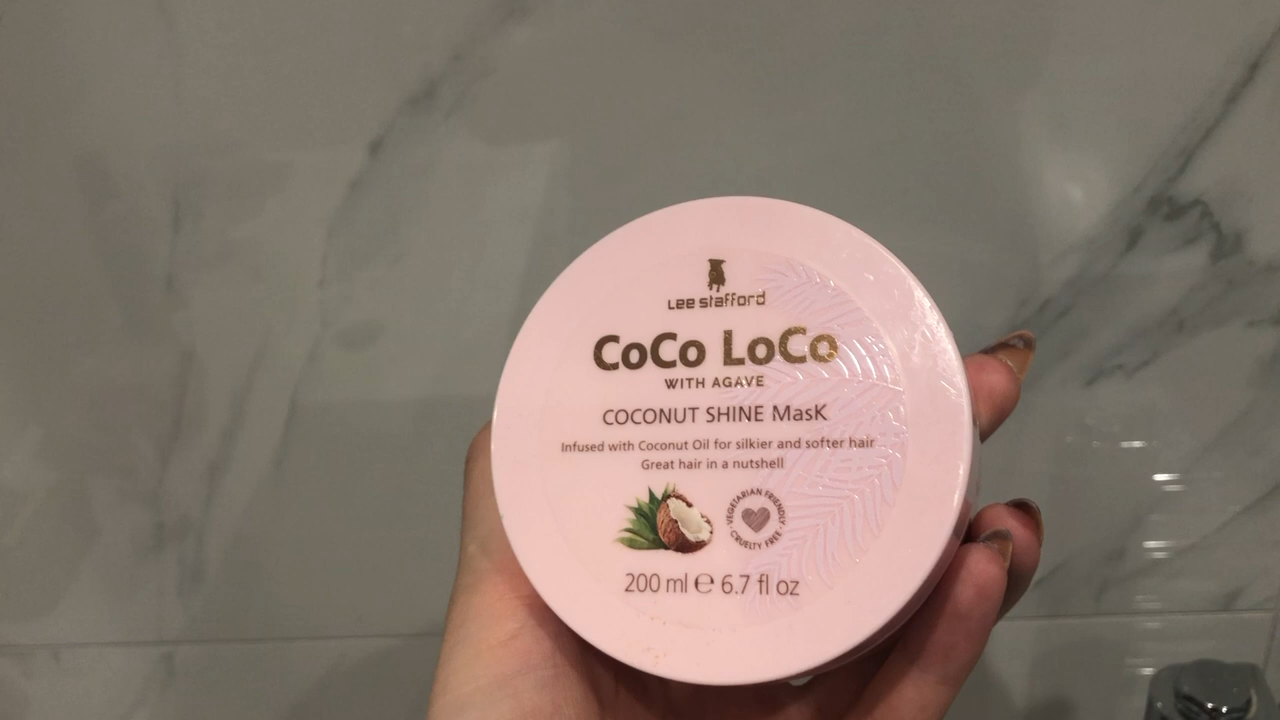 Lee Stafford
CoCo LoCo
WITH AGAVE
COCONUT SHINE MasK
Infused with Coconut Oil for silkier and softer hair
Great hair in a nutshell
VEGETARIAN FRIENDLY
CRUELTY FREE
200 ml ℮ 6.7 fl oz